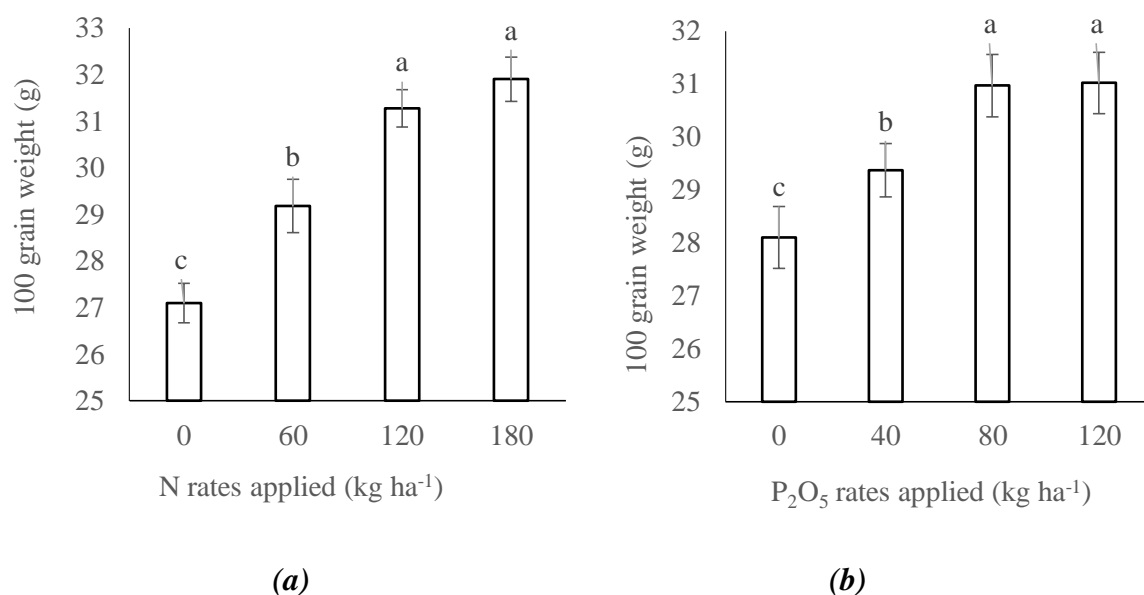 100 grain weight (g)
33
32
31
30
29
28
27
26
25
c
b
a
a
0 60 120 180
N rates applied (kg ha⁻¹)
(a)
100 grain weight (g)
32
31
30
29
28
27
26
25
c
b
a
a
0 40 80 120
P₂O₅ rates applied (kg ha⁻¹)
(b)